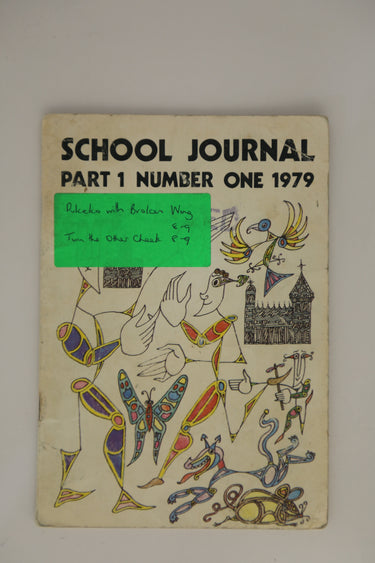 SCHOOL JOURNAL
PART 1 NUMBER ONE 1979
Pukeko with Broken Wing
8-9
Turn the Other Cheek 8-9